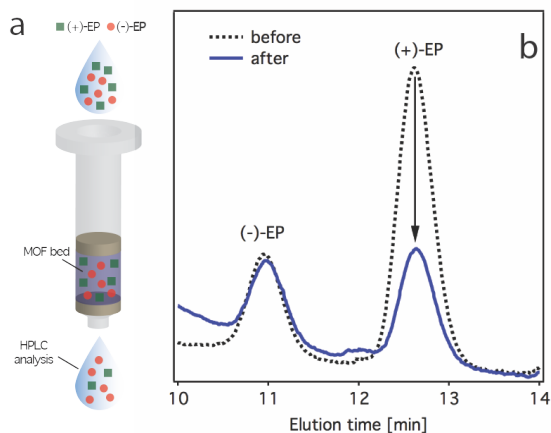 a
(+)-EP (-)-EP
MOF bed
HPLC
analysis
b
before
after
(+)-EP
(-)-EP
10 11 12 13 14
Elution time [min]